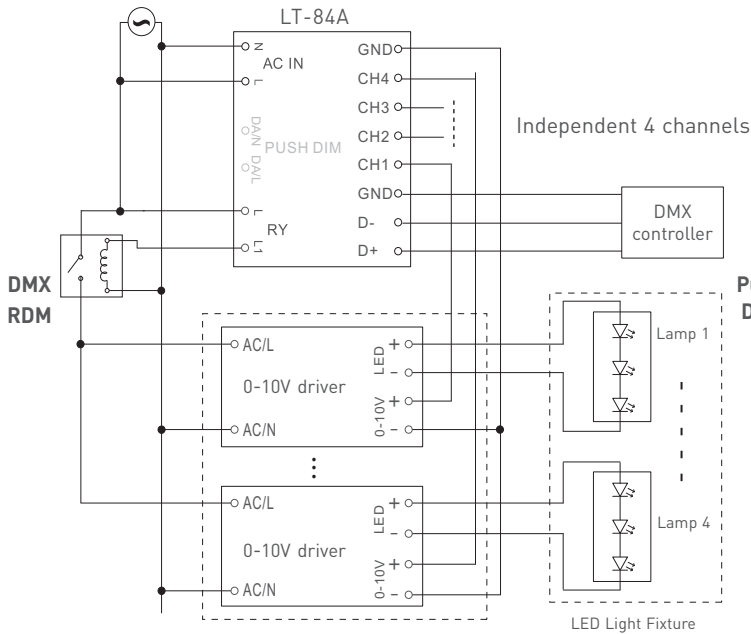 LT-84A
N
AC IN
L
DA/N DA/L
PUSH DIM
L
RY
L1
GND
CH4
CH3
CH2
CH1
GND
D-
D+
Independent 4 channels
DMX
controller
DMX
RDM
AC/L
0-10V driver
AC/N
LED + -
0-10V + -
Lamp 1
AC/L
0-10V driver
AC/N
LED + -
0-10V + -
Lamp 4
LED Light Fixture